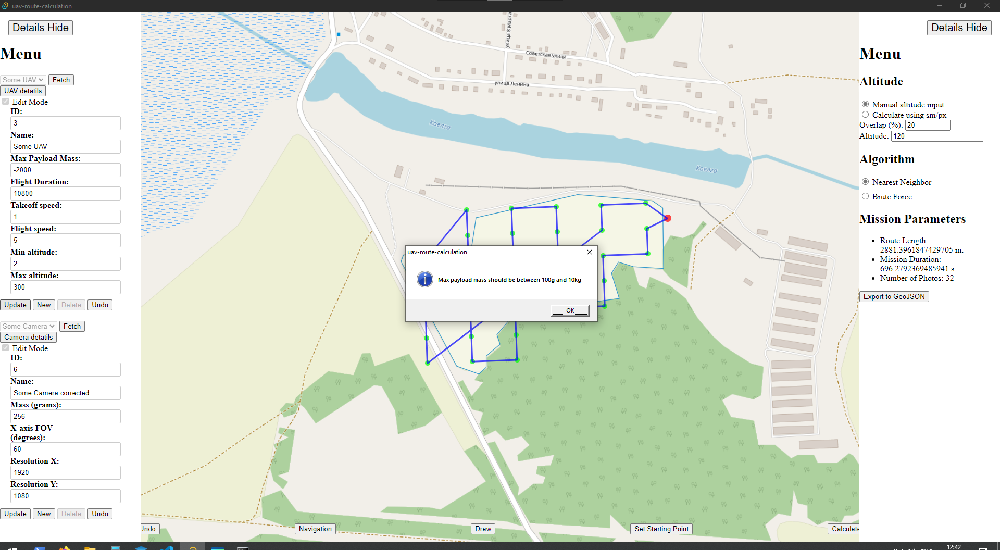 uav-route-calculation
Details Hide
Menu
Some UAV
Fetch
UAV detatils
Edit Mode
ID:
3
Name:
Some UAV
Max Payload Mass:
-2000
Flight Duration:
10800
Takeoff speed:
1
Flight speed:
5
Min altitude:
2
Max altitude:
300
Update
New
Delete
Undo
Some Camera
Fetch
Camera detatils
Edit Mode
ID:
6
Name:
Some Camera corrected
Mass (grams):
256
X-axis FOV
(degrees):
60
Resolution X:
1920
Resolution Y:
1080
Update
New
Delete
Undo
улица 8 Марта
Советская улица
улица Ленина
Коелга
Коелга
uav-route-calculation
Max payload mass should be between 100g and 10kg
OK
Undo
Navigation
Draw
Set Starting Point
Calculate
Details Hide
Menu
Altitude
Manual altitude input
Calculate using sm/px
Overlap (%): 20
Altitude: 120
Algorithm
Nearest Neighbor
Brute Force
Mission Parameters
Route Length:
2881.3961847429705 m.
Mission Duration:
696.2792369485941 s.
Number of Photos: 32
Export to GeoJSON
12:42